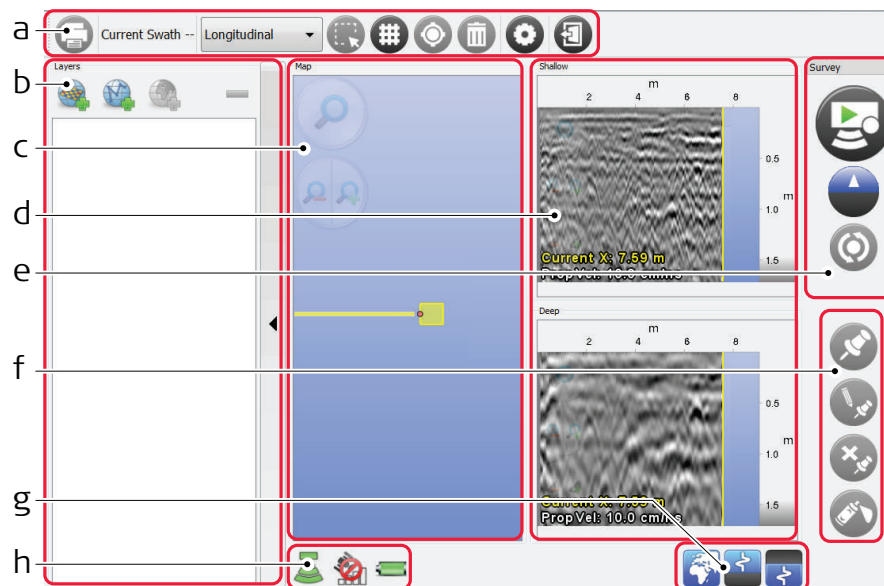 a
Current Swath -- Longitudinal
b
Layers
Map
Shallow
Survey
m
2 4 6 8
c
0.5
d
1.0 m
e
Current X: 7.59 m
1.5
Deep
m
2 4 6 8
f
0.5
1.0 m
g
1.5
PropVel: 10.0 cm/ns
h